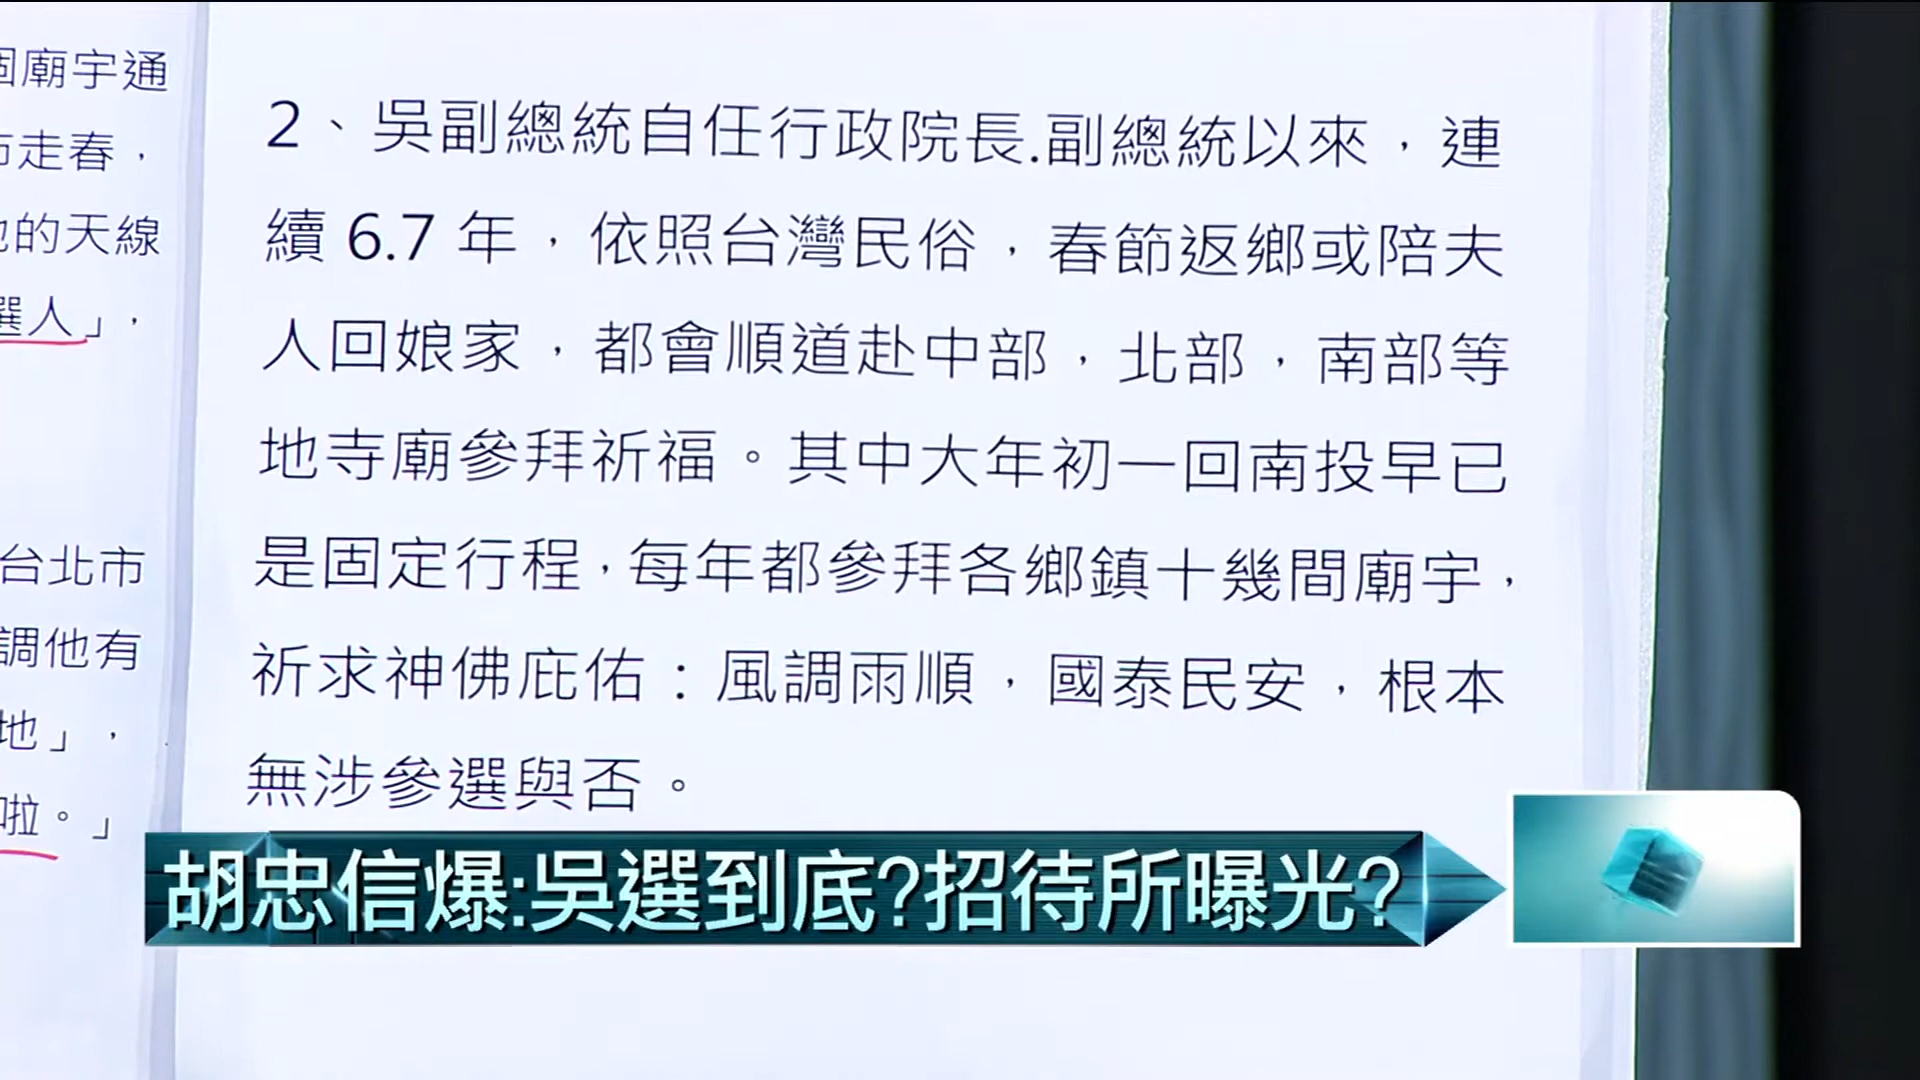 固廟宇通
市走春，
他的天線
選人」，
台北市
調他有
地」，
啦。」
2、吳副總統自任行政院長.副總統以來，連
續 6.7 年，依照台灣民俗，春節返鄉或陪夫
人回娘家，都會順道赴中部，北部，南部等
地寺廟參拜祈福。其中大年初一回南投早已
是固定行程，每年都參拜各鄉鎮十幾間廟宇，
祈求神佛庇佑：風調雨順，國泰民安，根本
無涉參選與否。
胡忠信爆:吳選到底?招待所曝光?